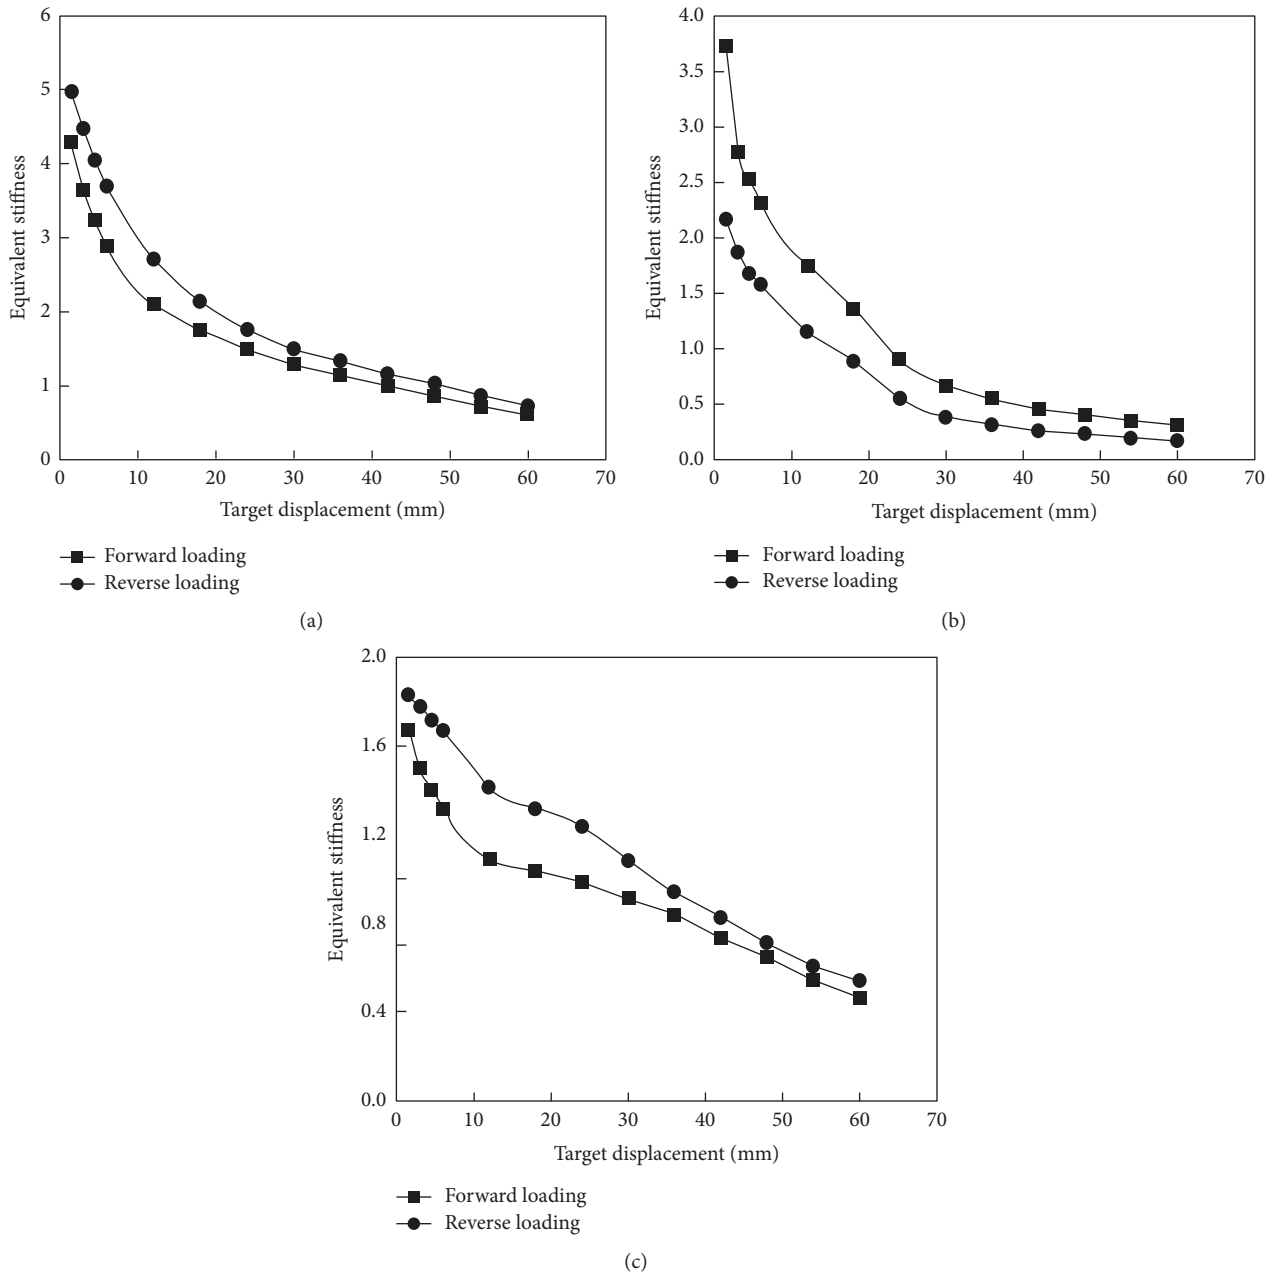 6
5
4
3
2
1
0
Equivalent stiffness
0 10 20 30 40 50 60 70
Target displacement (mm)
Forward loading
Reverse loading
(a)
4.0
3.5
3.0
2.5
2.0
1.5
1.0
0.5
0.0
Equivalent stiffness
0 10 20 30 40 50 60 70
Target displacement (mm)
Forward loading
Reverse loading
(b)
2.0
1.6
1.2
0.8
0.4
0.0
Equivalent stiffness
0 10 20 30 40 50 60 70
Target displacement (mm)
Forward loading
Reverse loading
(c)